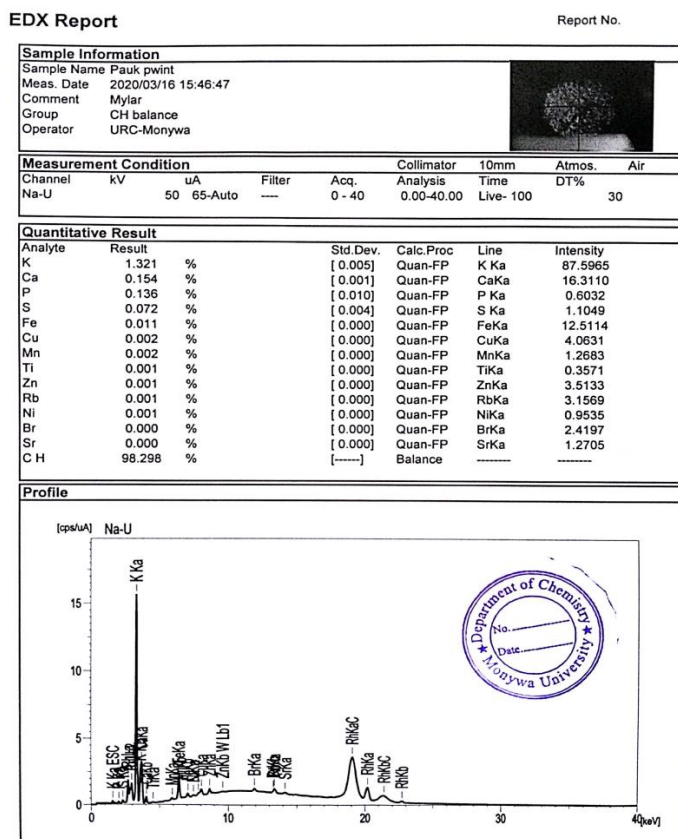 EDX Report
Report No.
Sample Information
Sample Name Pauk pwint
Meas. Date 2020/03/16 15:46:47
Comment Mylar
Group CH balance
Operator URC-Monywa
Measurement Condition Collimator 10mm Atmos. Air
Channel kV uA Filter Acq. Analysis Time DT%
Na-U 50 65-Auto ---- 0 - 40 0.00-40.00 Live- 100 30
Quantitative Result
Analyte Result Std.Dev. Calc.Proc Line Intensity
K 1.321 % [ 0.005] Quan-FP K Ka 87.5965
Ca 0.154 % [ 0.001] Quan-FP CaKa 16.3110
P 0.136 % [ 0.010] Quan-FP P Ka 0.6032
S 0.072 % [ 0.004] Quan-FP S Ka 1.1049
Fe 0.011 % [ 0.000] Quan-FP FeKa 12.5114
Cu 0.002 % [ 0.000] Quan-FP CuKa 4.0631
Mn 0.002 % [ 0.000] Quan-FP MnKa 1.2683
Ti 0.001 % [ 0.000] Quan-FP TiKa 0.3571
Zn 0.001 % [ 0.000] Quan-FP ZnKa 3.5133
Rb 0.001 % [ 0.000] Quan-FP RbKa 3.1569
Ni 0.001 % [ 0.000] Quan-FP NiKa 0.9535
Br 0.000 % [ 0.000] Quan-FP BrKa 2.4197
Sr 0.000 % [ 0.000] Quan-FP SrKa 1.2705
C H 98.298 % [------] Balance -------- --------
Profile
[cps/uA] Na-U
K Ka
15
10
5
0
K Ka ESC
TiKa
MnKa
ZnKb W Lb1
BrKa
SrKa
RhKaC
RhKa
RhKbC
RhKb
0 10 20 30 40[keV]
Department of Chemistry
No.
Date
Monywa University